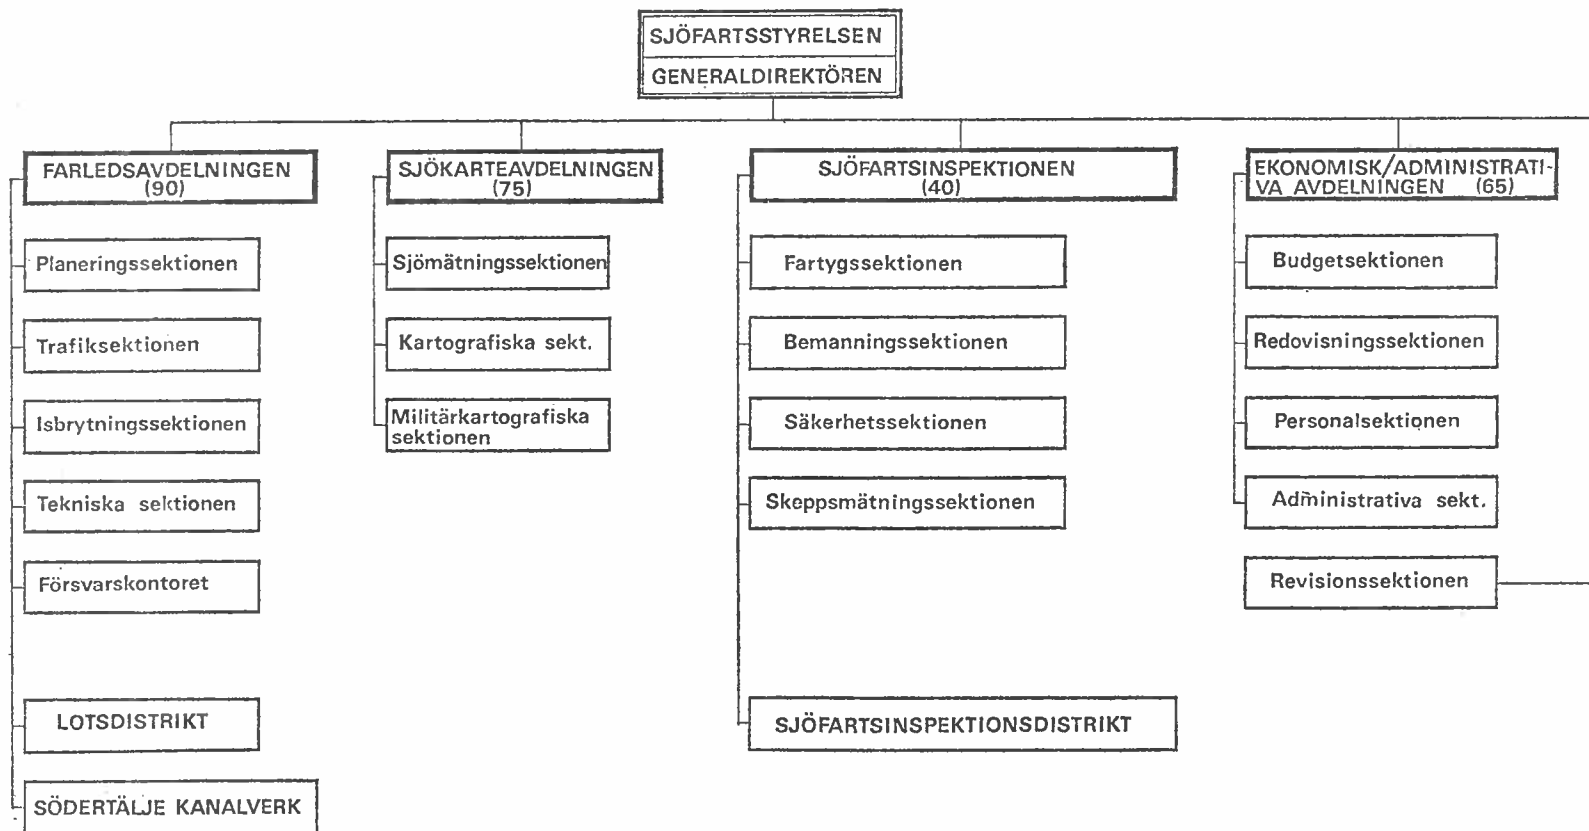 SJÖFARTSSTYRELSEN
GENERALDIREKTÖREN
FARLEDSAVDELNINGEN
(90)
Planeringssektionen
Trafiksektionen
Isbrytningssektionen
Tekniska sektionen
Försvarskontoret
LOTSDISTRIKT
SÖDERTÄLJE KANALVERK
SJÖKARTEAVDELNINGEN
(75)
Sjömätningssektionen
Kartografiska sekt.
Militärkartografiska
sektionen
SJÖFARTSINSPEKTIONEN
(40)
Fartygssektionen
Bemanningssektionen
Säkerhetssektionen
Skeppsmätningssektionen
SJÖFARTSINSPEKTIONSDISTRIKT
EKONOMISK/ADMINISTRATI-
VA AVDELNINGEN (65)
Budgetsektionen
Redovisningssektionen
Personalsektionen
Administrativa sekt.
Revisionssektionen